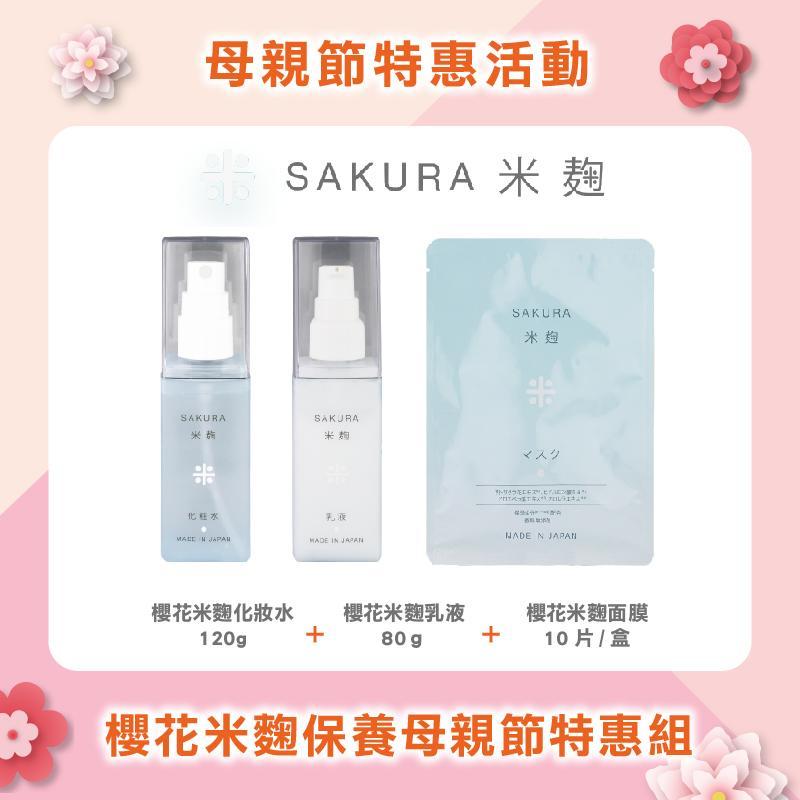 母親節特惠活動
SAKURA 米麹
SAKURA
米麹
化粧水
MADE IN JAPAN
SAKURA
米麹
乳液
MADE IN JAPAN
SAKURA
米麹
マスク
MADE IN JAPAN
櫻花米麴化妝水
120g
+
櫻花米麴乳液
80g
+
櫻花米麴面膜
10 片 / 盒
櫻花米麴保養母親節特惠組